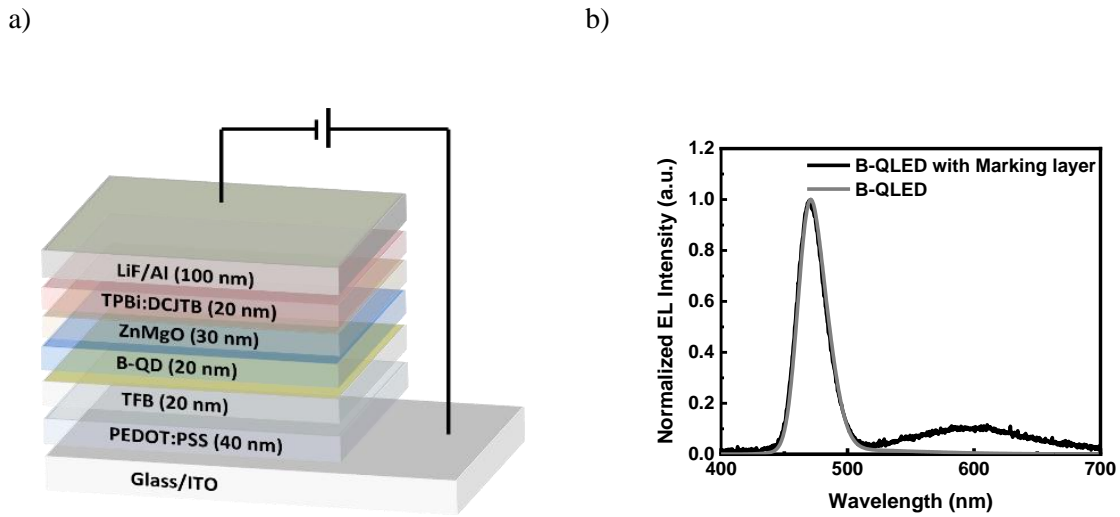 a)
b)
LiF/Al (100 nm)
TPBi:DCJTB (20 nm)
ZnMgO (30 nm)
B-QD (20 nm)
TFB (20 nm)
PEDOT:PSS (40 nm)
Glass/ITO
Normalized EL Intensity (a.u.)
1.2
1.0
0.8
0.6
0.4
0.2
0.0
B-QLED with Marking layer
B-QLED
400 500 600 700
Wavelength (nm)